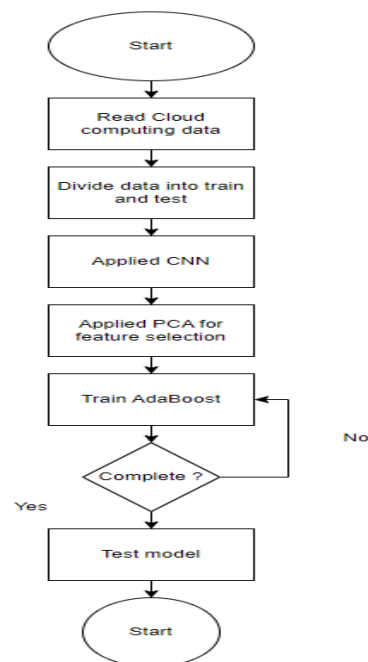 Start
Read Cloud
computing data
Divide data into train
and test
Applied CNN
Applied PCA for
feature selection
Train AdaBoost
No
Complete ?
Yes
Test model
Start